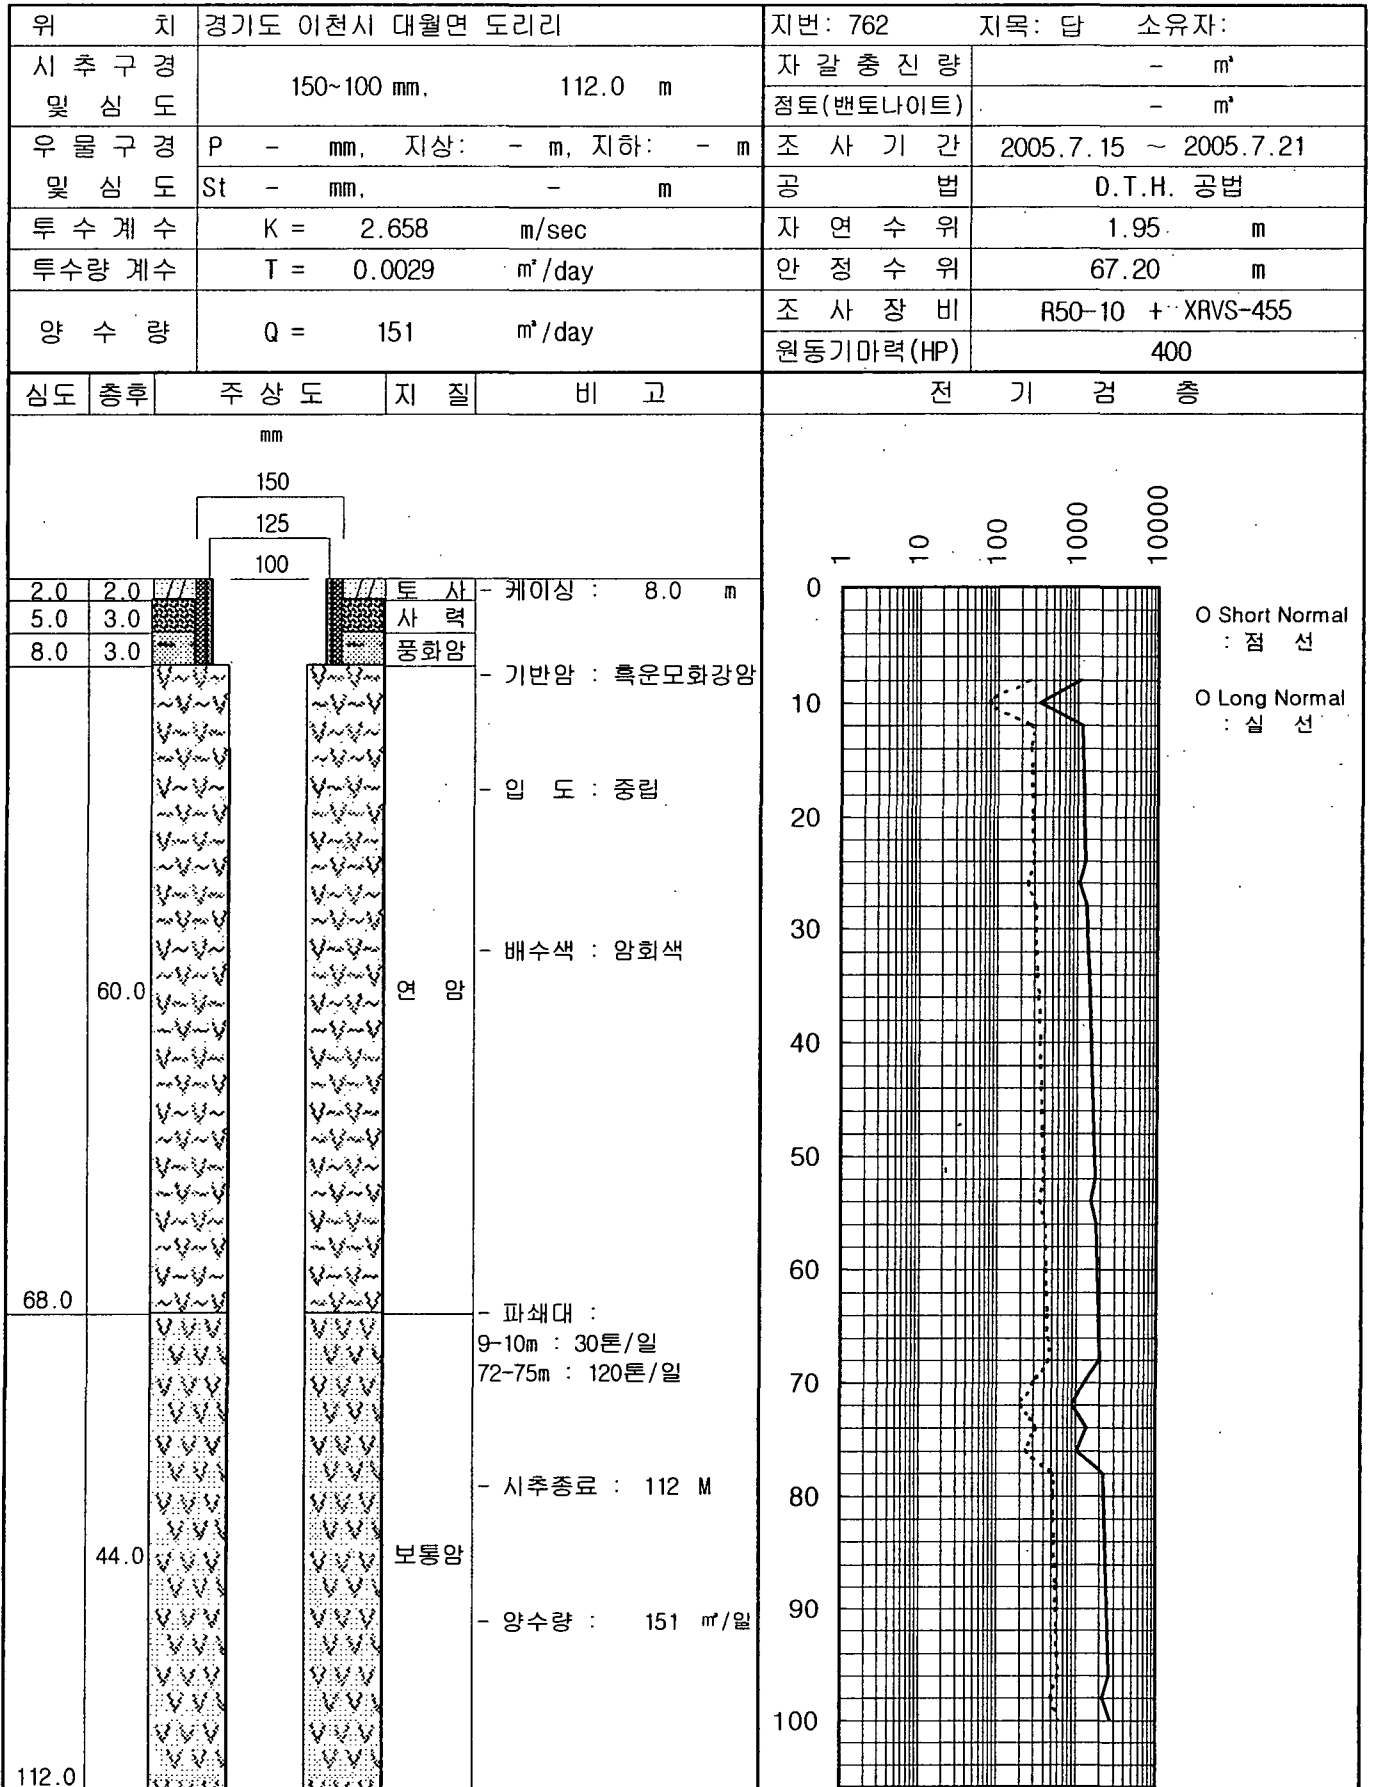 위 치 경기도 이천시 대월면 도리리 지번: 762 지목: 답 소유자:
시 추 구 경 및 심 도 150~100 mm, 112.0 m
자 갈 충 진 량 - m³
점토(밴토나이트) - m³
우 물 구 경 및 심 도 P - mm, 지상: - m, 지하: - m
St - mm, - m
조 사 기 간 2005.7.15 ~ 2005.7.21
공 법 D.T.H. 공법
투 수 계 수 K = 2.658 m/sec
자 연 수 위 1.95 m
투수량 계수 T = 0.0029 m²/day
안 정 수 위 67.20 m
양 수 량 Q = 151 m³/day
조 사 장 비 R50-10 + XRVS-455
원동기마력(HP) 400
심도 층후 주 상 도 지 질 비 고 전 기 검 층
mm
150
125
100
1 10 100 1000 10000
2.0 2.0 토 사 - 케이싱 : 8.0 m
5.0 3.0 사 력
8.0 3.0 풍화암
- 기반암 : 흑운모화강암
- 입 도 : 중립
- 배수색 : 암회색
60.0 연 암
68.0
- 파쇄대 :
9-10m : 30톤/일
72-75m : 120톤/일
- 시추종료 : 112 M
44.0 보통암
- 양수량 : 151 m³/일
112.0
O Short Normal
: 점 선
O Long Normal
: 실 선
0
10
20
30
40
50
60
70
80
90
100